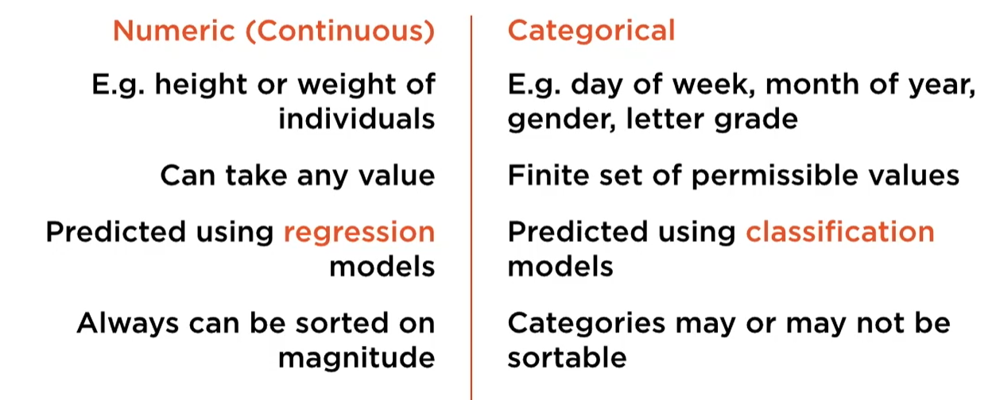 Numeric (Continuous)
E.g. height or weight of
individuals
Can take any value
Predicted using regression
models
Always can be sorted on
magnitude
Categorical
E.g. day of week, month of year,
gender, letter grade
Finite set of permissible values
Predicted using classification
models
Categories may or may not be
sortable